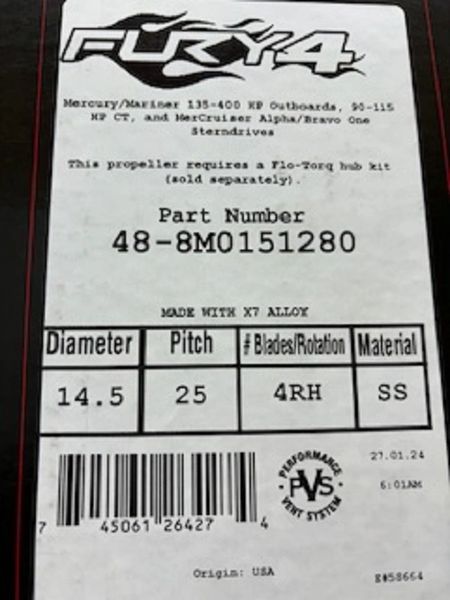 FURY 4
Mercury/Mariner 135-400 HP Outboards, 90-115
HP CT, and MerCruiser Alpha/Bravo One
Sterndrives
This propeller requires a Flo-Torq hub kit
(sold separately).
Part Number
48-8M0151280
MADE WITH X7 ALLOY
Diameter Pitch # Blades/Rotation Material
14.5 25 4RH SS
PERFORMANCE
PVS
VENT SYSTEM
27.01.24
6:01AM
7 45061 26427 4
Origin: USA
E#58664